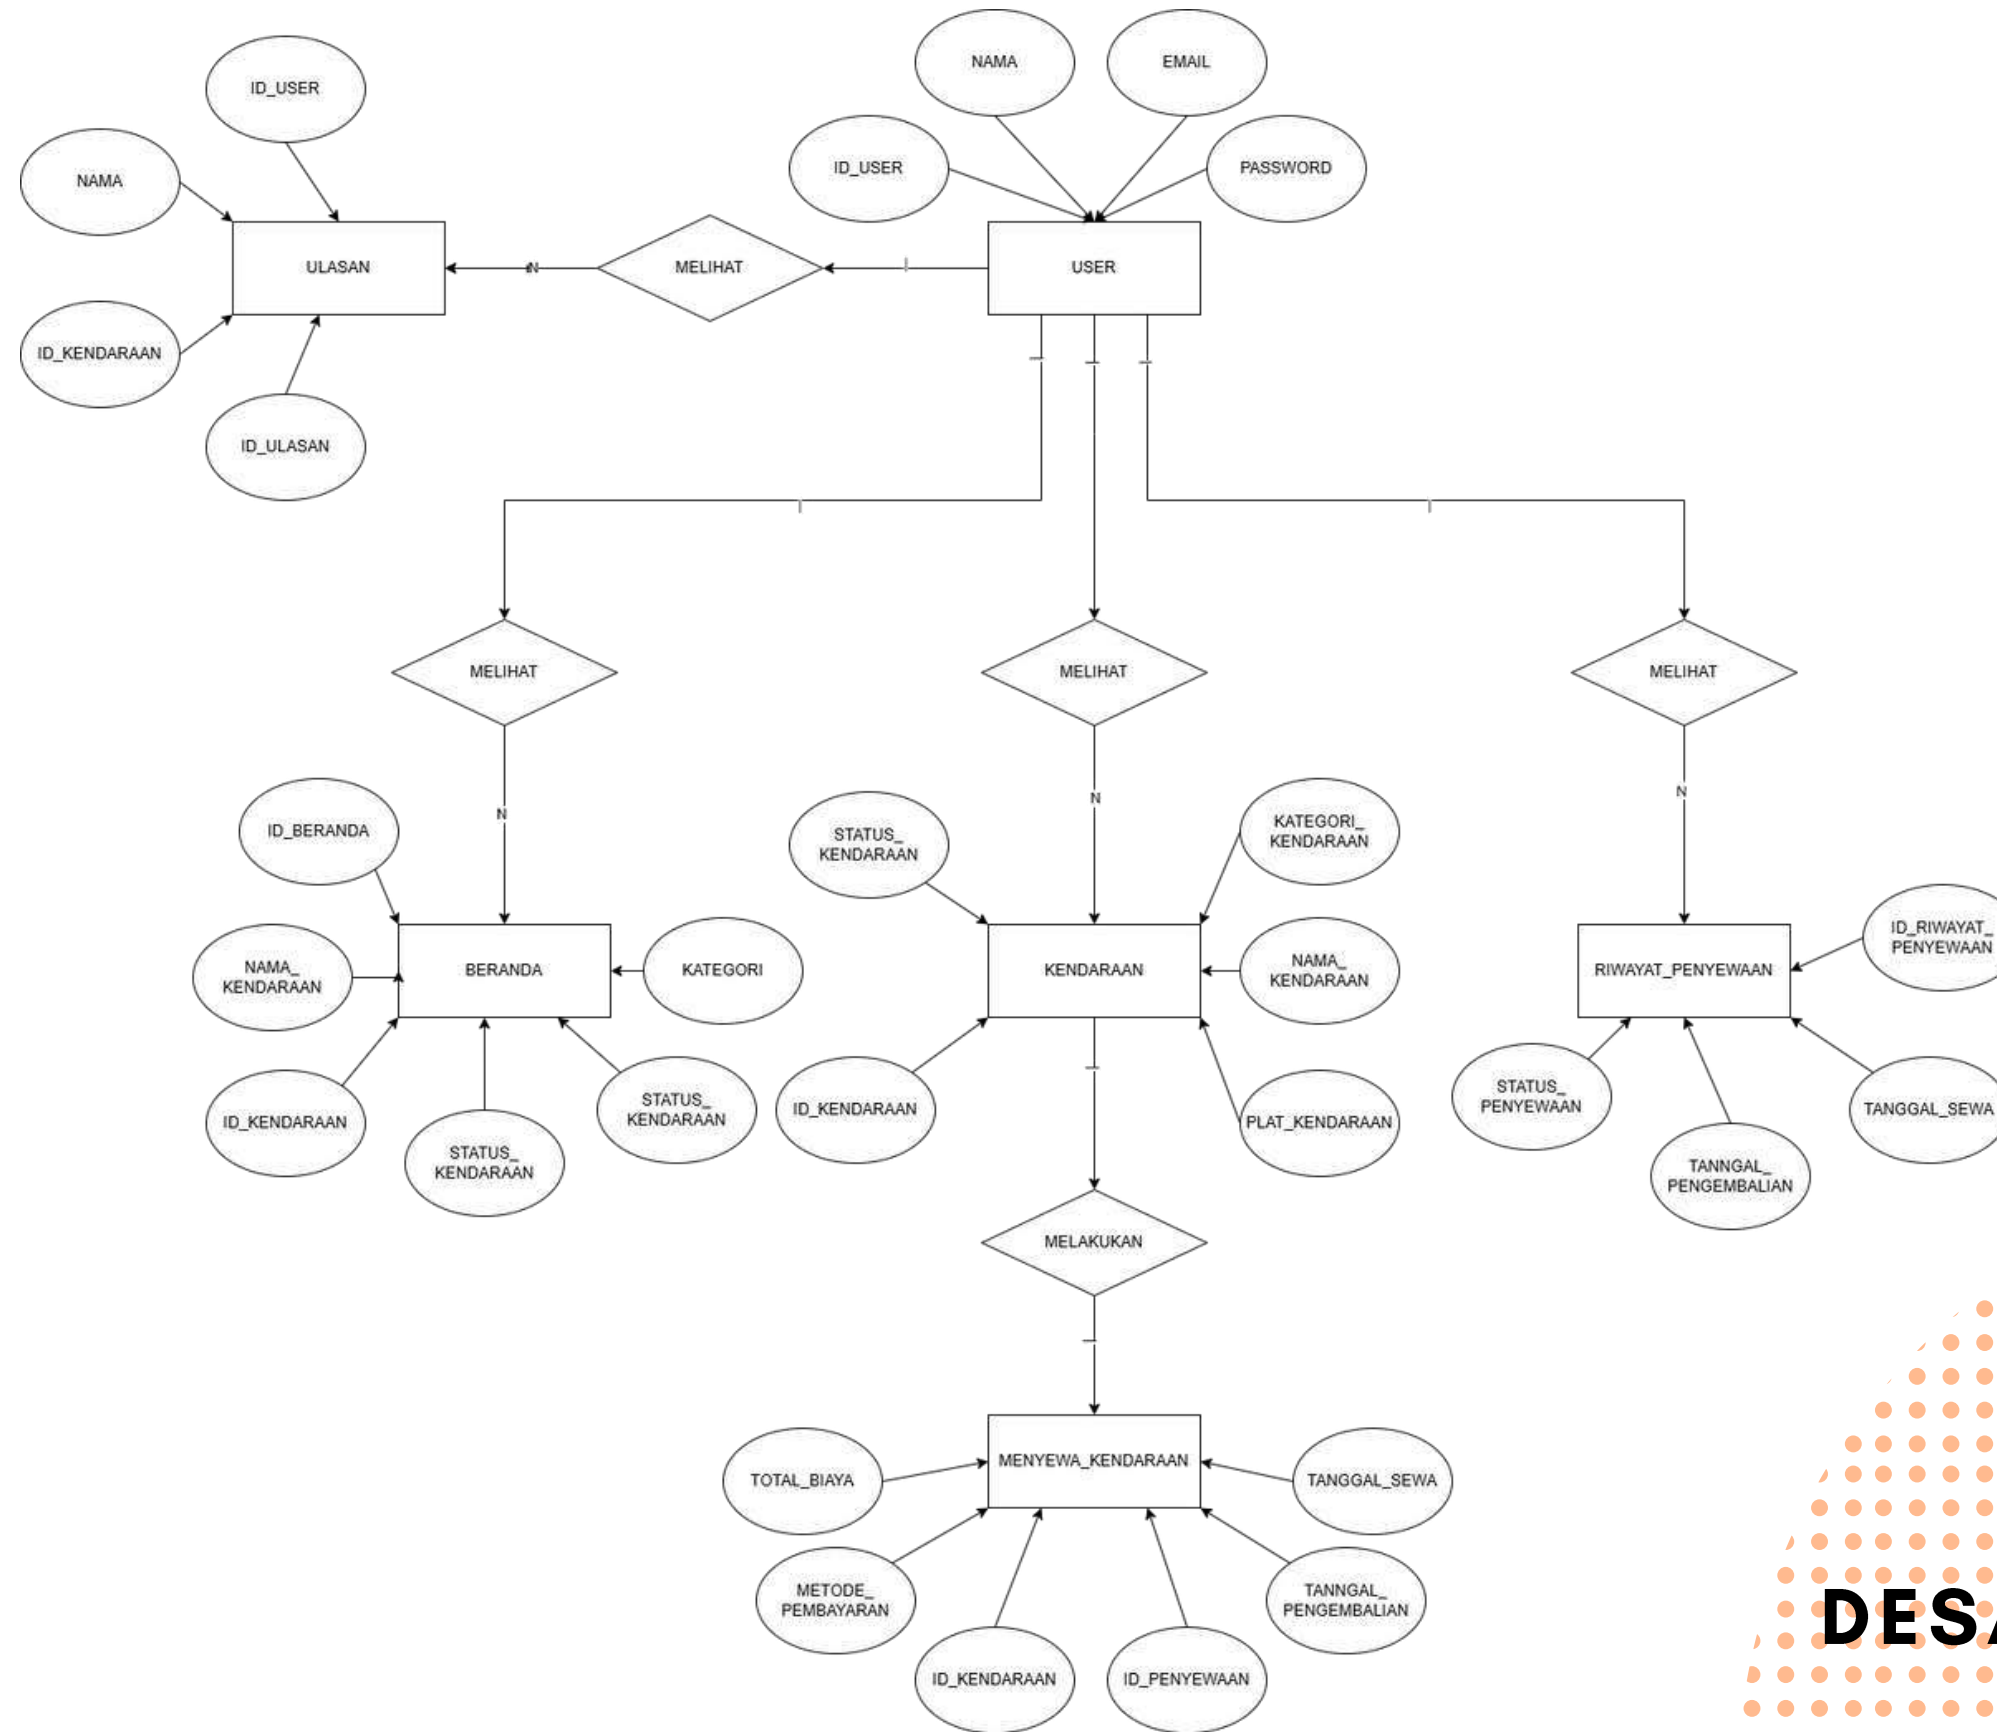 NAMA
EMAIL
ID_USER
ID_USER
PASSWORD
NAMA
ULASAN
N
MELIHAT
I
USER
ID_KENDARAAN
I
I
I
ID_ULASAN
I
I
MELIHAT
MELIHAT
MELIHAT
N
N
N
ID_BERANDA
STATUS_
KENDARAAN
KATEGORI_
KENDARAAN
ID_RIWAYAT_
PENYEWAAN
NAMA_
KENDARAAN
BERANDA
KATEGORI
KENDARAAN
NAMA_
KENDARAAN
RIWAYAT_PENYEWAAN
I
ID_KENDARAAN
STATUS_
KENDARAAN
STATUS_
KENDARAAN
ID_KENDARAAN
PLAT_KENDARAAN
STATUS_
PENYEWAAN
TANGGAL_SEWA
TANNGAL_
PENGEMBALIAN
MELAKUKAN
I
TOTAL_BIAYA
MENYEWA_KENDARAAN
TANGGAL_SEWA
METODE_
PEMBAYARAN
TANNGAL_
PENGEMBALIAN
ID_KENDARAAN
ID_PENYEWAAN
DESA